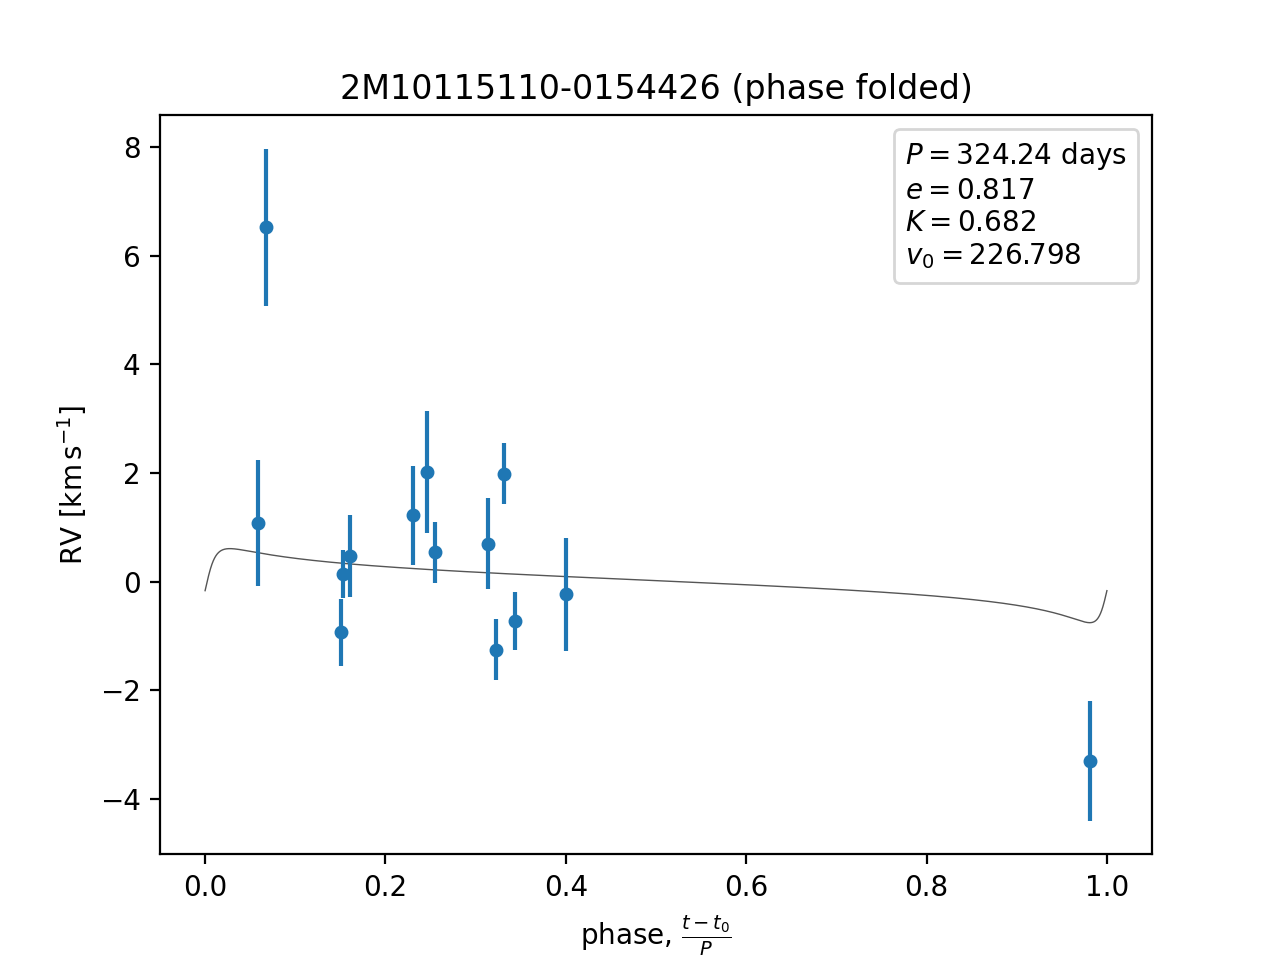 2M10115110-0154426 (phase folded)
P = 324.24 days
e = 0.817
K = 0.682
v₀ = 226.798
8
6
4
2
0
−2
−4
RV [km s⁻¹]
0.0 0.2 0.4 0.6 0.8 1.0
phase, (t − t₀)/P